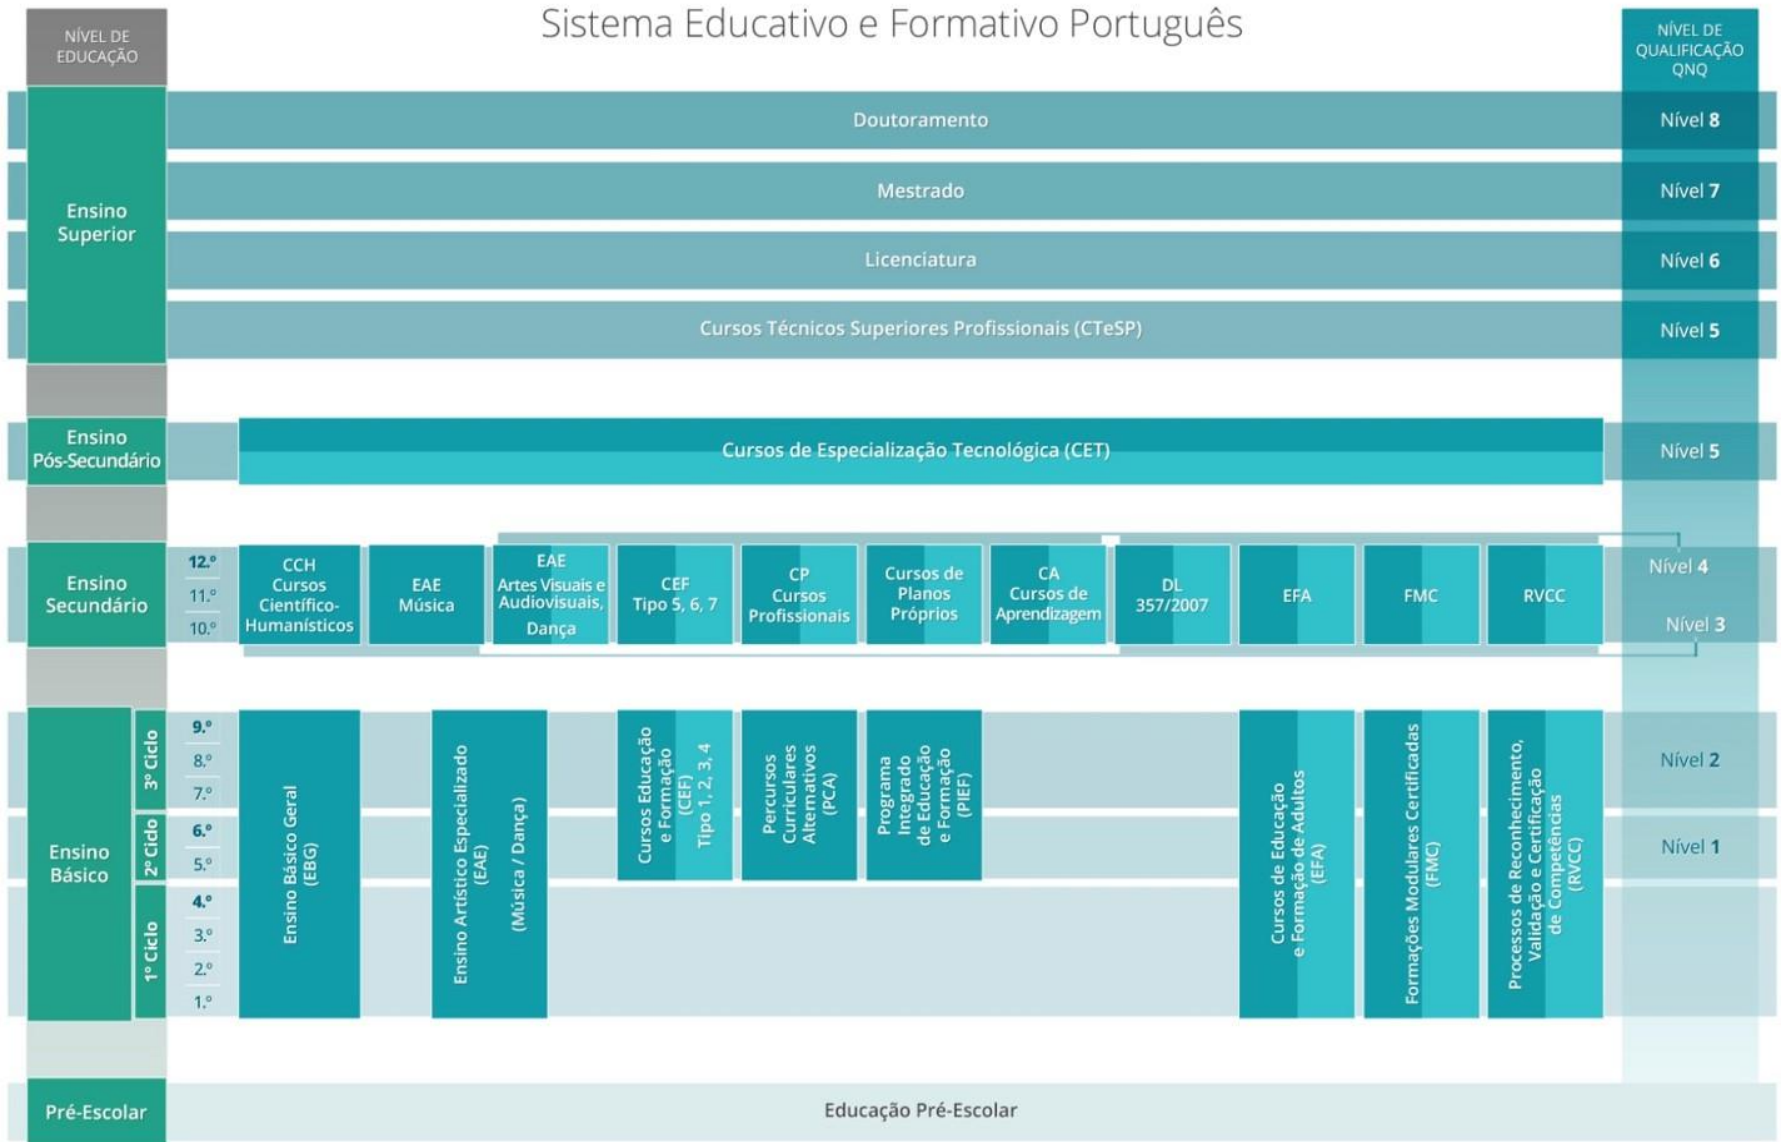 Sistema Educativo e Formativo Português
NÍVEL DE
EDUCAÇÃO
NÍVEL DE
QUALIFICAÇÃO
QNQ
Ensino
Superior
Doutoramento
Nível 8
Mestrado
Nível 7
Licenciatura
Nível 6
Cursos Técnicos Superiores Profissionais (CTeSP)
Nível 5
Ensino
Pós-Secundário
Cursos de Especialização Tecnológica (CET)
Nível 5
Ensino
Secundário
12.º
11.º
10.º
CCH
Cursos
Científico-
Humanísticos
EAE
Música
EAE
Artes Visuais e
Audiovisuais,
Dança
CEF
Tipo 5, 6, 7
CP
Cursos
Profissionais
Cursos de
Planos
Próprios
CA
Cursos de
Aprendizagem
DL
357/2007
EFA
FMC
RVCC
Nível 4
Nível 3
Ensino
Básico
3º Ciclo
2º Ciclo
1º Ciclo
9.º
8.º
7.º
6.º
5.º
4.º
3.º
2.º
1.º
Ensino Básico Geral
(EBG)
Ensino Artístico Especializado
(EAE)
(Música / Dança)
Cursos Educação
e Formação
(CEF)
Tipo 1, 2, 3, 4
Percursos
Curriculares
Alternativos
(PCA)
Programa
Integrado
de Educação
e Formação
(PIEF)
Cursos de Educação
e Formação de Adultos
(EFA)
Formações Modulares Certificadas
(FMC)
Processos de Reconhecimento,
Validação e Certificação
de Competências
(RVCC)
Nível 2
Nível 1
Pré-Escolar
Educação Pré-Escolar